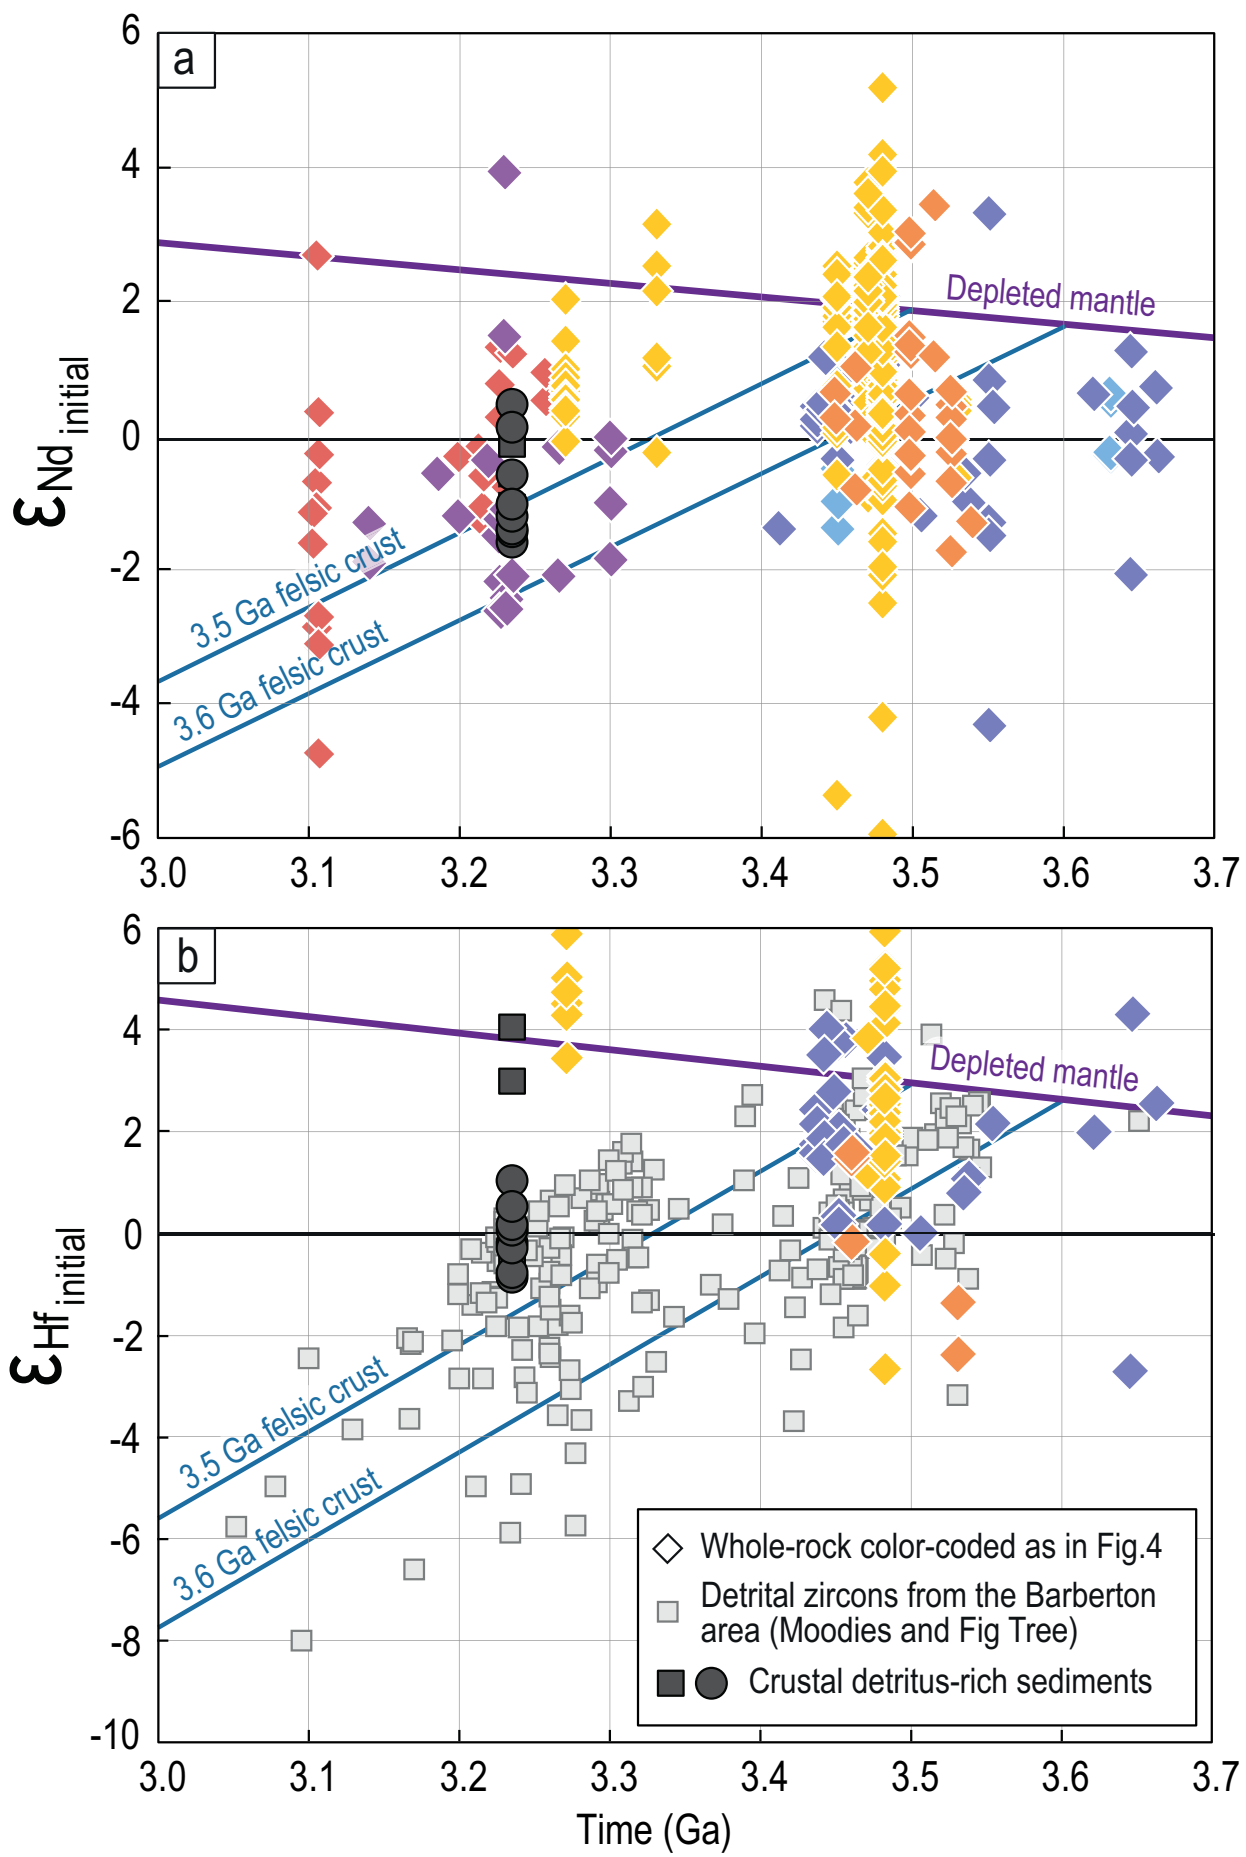 a
6
4
2
0
-2
-4
-6
εNd initial
Depleted mantle
3.5 Ga felsic crust
3.6 Ga felsic crust
3.0 3.1 3.2 3.3 3.4 3.5 3.6 3.7
b
6
4
2
0
-2
-4
-6
-8
-10
εHf initial
Depleted mantle
3.5 Ga felsic crust
3.6 Ga felsic crust
Whole-rock color-coded as in Fig.4
Detrital zircons from the Barberton
area (Moodies and Fig Tree)
Crustal detritus-rich sediments
3.0 3.1 3.2 3.3 3.4 3.5 3.6 3.7
Time (Ga)